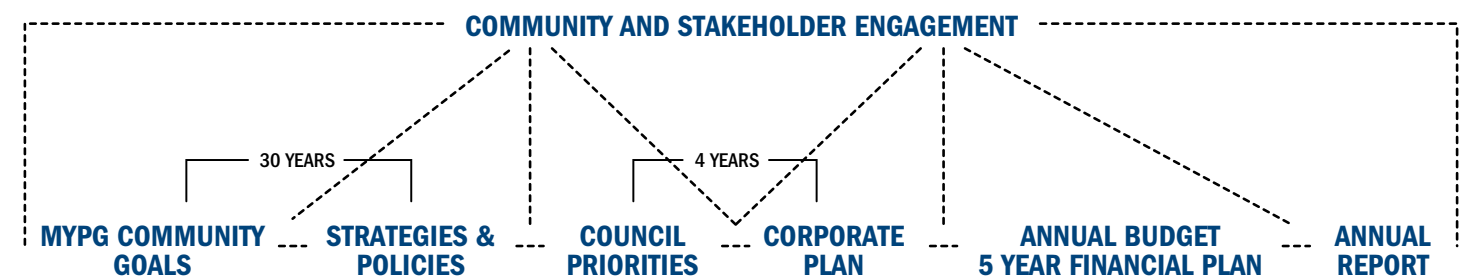 COMMUNITY AND STAKEHOLDER ENGAGEMENT
30 YEARS
4 YEARS
MYPG COMMUNITY
GOALS
STRATEGIES &
POLICIES
COUNCIL
PRIORITIES
CORPORATE
PLAN
ANNUAL BUDGET
5 YEAR FINANCIAL PLAN
ANNUAL
REPORT